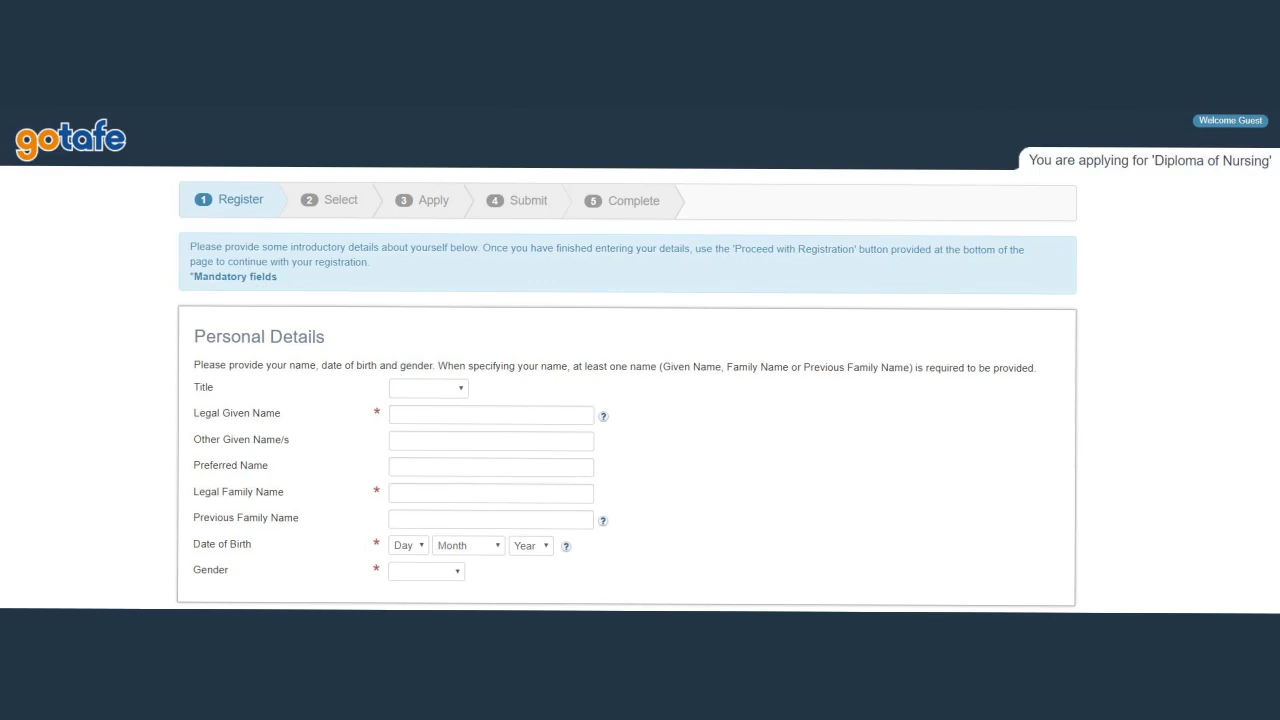 gotafe
Welcome Guest
You are applying for 'Diploma of Nursing'
1 Register 2 Select 3 Apply 4 Submit 5 Complete
Please provide some introductory details about yourself below. Once you have finished entering your details, use the 'Proceed with Registration' button provided at the bottom of the
page to continue with your registration.
*Mandatory fields
Personal Details
Please provide your name, date of birth and gender. When specifying your name, at least one name (Given Name, Family Name or Previous Family Name) is required to be provided.
Title
Legal Given Name * ?
Other Given Name/s
Preferred Name
Legal Family Name *
Previous Family Name ?
Date of Birth * Day Month Year ?
Gender *